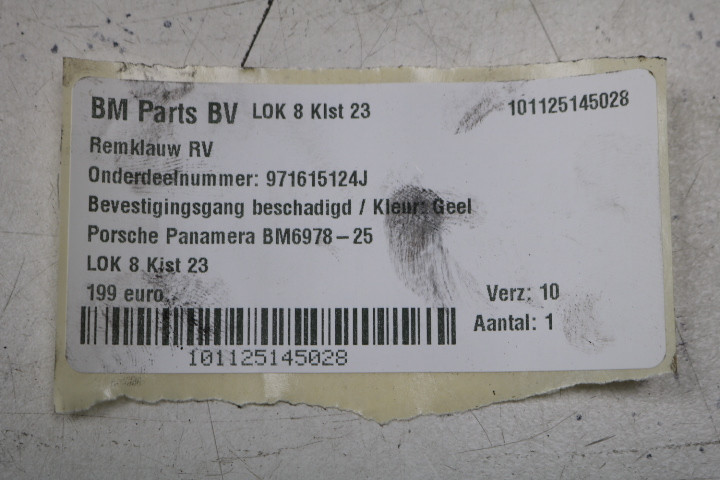 BM Parts BV LOK 8 Klst 23 101125145028
Remklauw RV
Onderdeelnummer: 971615124J
Bevestigingsgang beschadigd / Kleur: Geel
Porsche Panamera BM6978-25
LOK 8 Kist 23
199 euro
Verz: 10
Aantal: 1
101125145028